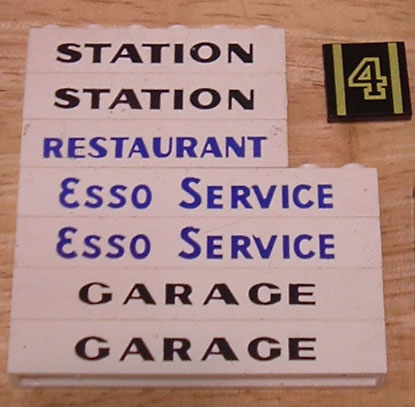 STATION
STATION
RESTAURANT
Esso SERVICE
Esso SERVICE
GARAGE
GARAGE
4